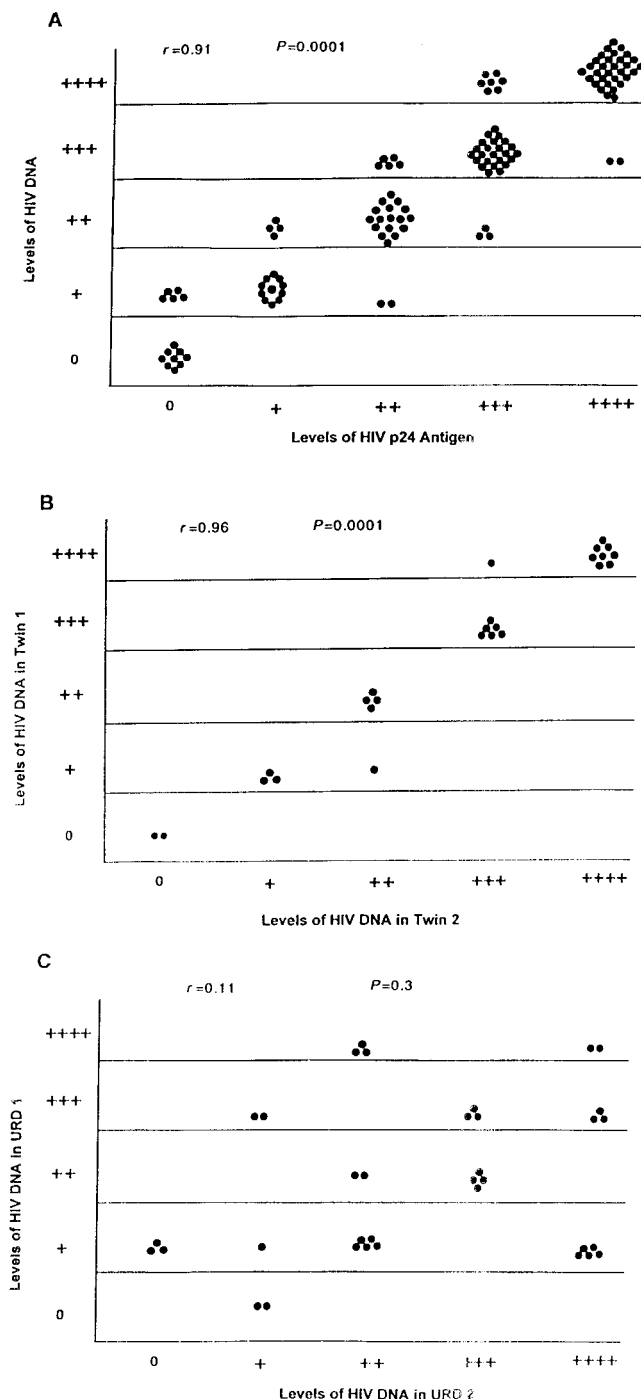 A
r=0.91 P=0.0001
Levels of HIV DNA
++++
+++
++
+
0
0 + ++ +++ ++++
Levels of HIV p24 Antigen
B
r=0.96 P=0.0001
Levels of HIV DNA in Twin 1
++++
+++
++
+
0
0 + ++ +++ ++++
Levels of HIV DNA in Twin 2
C
r=0.11 P=0.3
Levels of HIV DNA in URD 1
++++
+++
++
+
0
0 + ++ +++ ++++
Levels of HIV DNA in URD 2